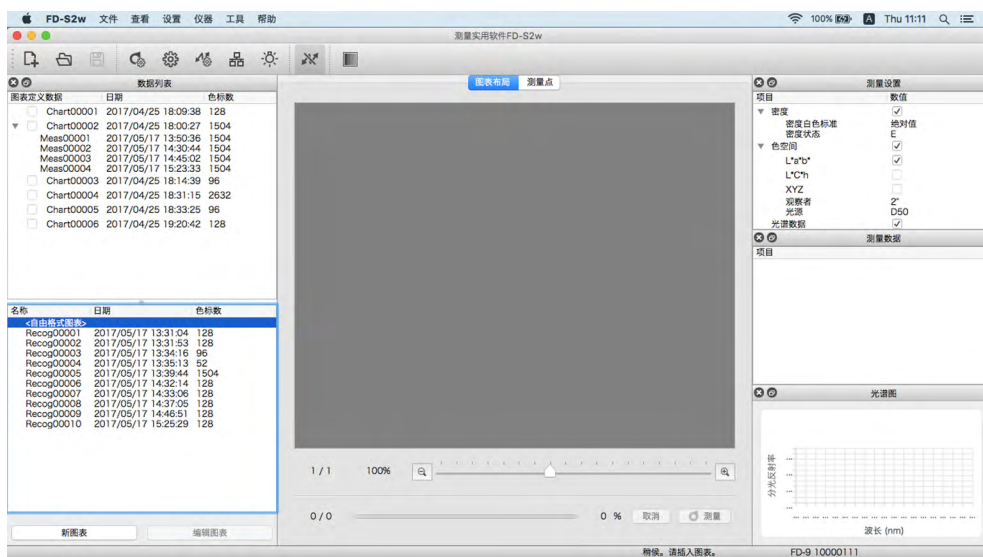 FD-S2w 文件 查看 设置 仪器 工具 帮助 100% Thu 11:11
测量实用软件FD-S2w
数据列表
图表定义数据 日期 色标数
Chart00001 2017/04/25 18:09:38 128
Chart00002 2017/04/25 18:00:27 1504
Meas00001 2017/05/17 13:50:36 1504
Meas00002 2017/05/17 14:30:44 1504
Meas00003 2017/05/17 14:45:02 1504
Meas00004 2017/05/17 15:23:33 1504
Chart00003 2017/04/25 18:14:39 96
Chart00004 2017/04/25 18:31:15 2632
Chart00005 2017/04/25 18:33:25 96
Chart00006 2017/04/25 19:20:42 128
名称 日期 色标数
<自由格式图表>
Recog00001 2017/05/17 13:31:04 128
Recog00002 2017/05/17 13:31:53 128
Recog00003 2017/05/17 13:34:16 96
Recog00004 2017/05/17 13:35:13 52
Recog00005 2017/05/17 13:39:44 1504
Recog00006 2017/05/17 14:32:14 128
Recog00007 2017/05/17 14:33:06 128
Recog00008 2017/05/17 14:37:05 128
Recog00009 2017/05/17 14:46:51 128
Recog00010 2017/05/17 15:25:29 128
新图表 编辑图表
图表布局 测量点
1 / 1 100%
0 / 0 0 % 取消 测量
测量设置
项目 数值
密度
密度白色标准 绝对值
密度状态 E
色空间
L*a*b*
L*C*h
XYZ
观察者 2°
光源 D50
光谱数据
测量数据
项目
光谱图
分光反射率
波长 (nm)
稍候。请插入图表。 FD-9 10000111